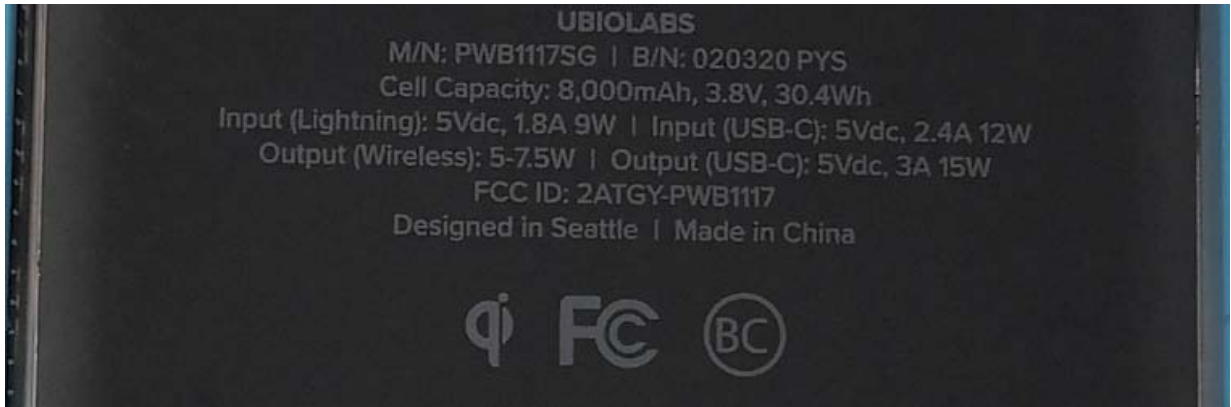 UBIOLABS
M/N: PWB1117SG | B/N: 020320 PYS
Cell Capacity: 8,000mAh, 3.8V, 30.4Wh
Input (Lightning): 5Vdc, 1.8A 9W | Input (USB-C): 5Vdc, 2.4A 12W
Output (Wireless): 5-7.5W | Output (USB-C): 5Vdc, 3A 15W
FCC ID: 2ATGY-PWB1117
Designed in Seattle | Made in China
qi FC BC